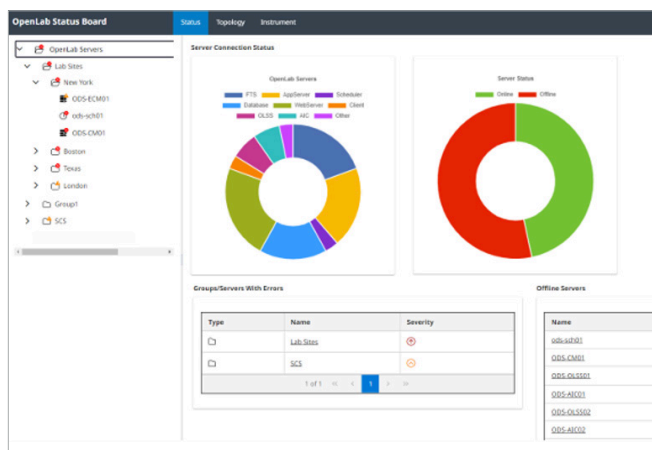 OpenLab Status Board
Status Topology Instrument
OpenLab Servers
Lab Sites
New York
ODS-ECM01
ods-sch01
ODS-CM01
Boston
Texas
London
Group1
SCS
Server Connection Status
OpenLab Servers
FTS AppServer Scheduler
Database WebServer Client
OLSS AIC Other
Server Status
Online Offline
Groups/Servers With Errors
Type Name Severity
Lab Sites
SCS
1 of 1 << < 1 > >>
Offline Servers
Name
ods-sch01
ODS-CM01
ODS-OLSS01
ODS-AIC01
ODS-OLSS02
ODS-AIC02